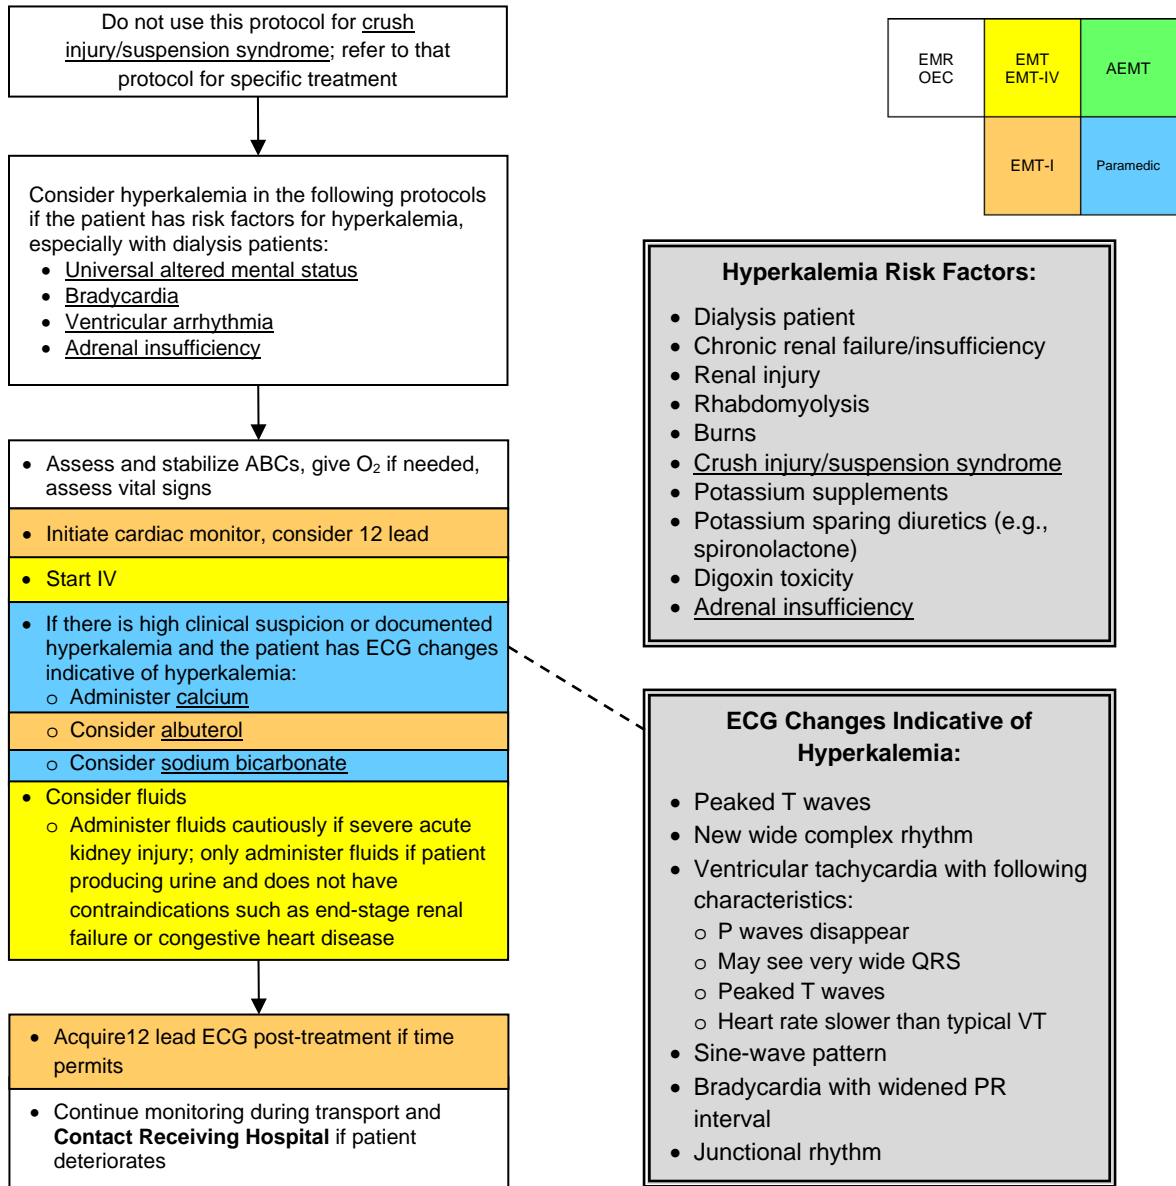 Do not use this protocol for crush
injury/suspension syndrome; refer to that
protocol for specific treatment
EMR
OEC
EMT
EMT-IV
AEMT
EMT-I
Paramedic
Consider hyperkalemia in the following protocols
if the patient has risk factors for hyperkalemia,
especially with dialysis patients:
• Universal altered mental status
• Bradycardia
• Ventricular arrhythmia
• Adrenal insufficiency
• Assess and stabilize ABCs, give O₂ if needed,
assess vital signs
• Initiate cardiac monitor, consider 12 lead
• Start IV
• If there is high clinical suspicion or documented
hyperkalemia and the patient has ECG changes
indicative of hyperkalemia:
o Administer calcium
o Consider albuterol
o Consider sodium bicarbonate
• Consider fluids
o Administer fluids cautiously if severe acute
kidney injury; only administer fluids if patient
producing urine and does not have
contraindications such as end-stage renal
failure or congestive heart disease
• Acquire12 lead ECG post-treatment if time
permits
• Continue monitoring during transport and
Contact Receiving Hospital if patient
deteriorates
Hyperkalemia Risk Factors:
• Dialysis patient
• Chronic renal failure/insufficiency
• Renal injury
• Rhabdomyolysis
• Burns
• Crush injury/suspension syndrome
• Potassium supplements
• Potassium sparing diuretics (e.g.,
spironolactone)
• Digoxin toxicity
• Adrenal insufficiency
ECG Changes Indicative of
Hyperkalemia:
• Peaked T waves
• New wide complex rhythm
• Ventricular tachycardia with following
characteristics:
o P waves disappear
o May see very wide QRS
o Peaked T waves
o Heart rate slower than typical VT
• Sine-wave pattern
• Bradycardia with widened PR
interval
• Junctional rhythm